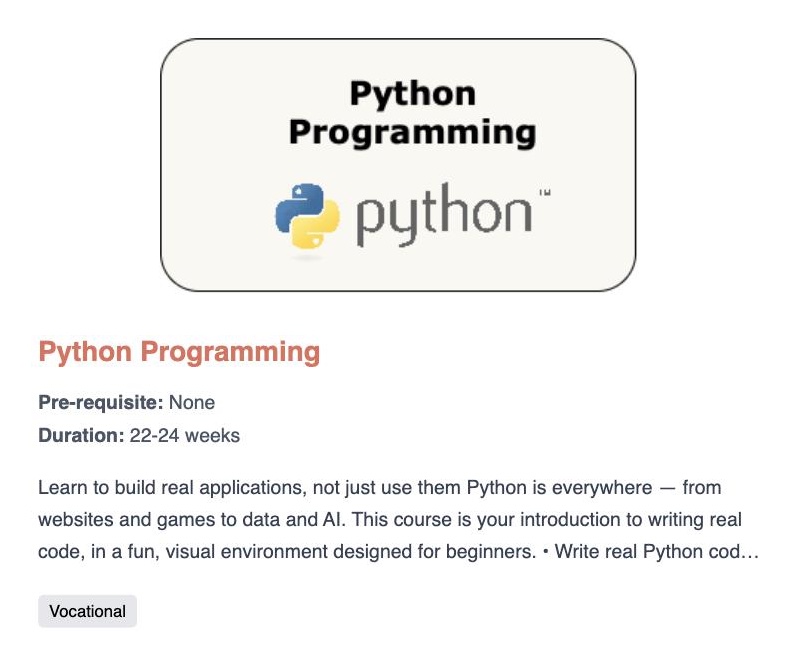 Python
Programming
python™
Python Programming
Pre-requisite: None
Duration: 22-24 weeks
Learn to build real applications, not just use them Python is everywhere — from
websites and games to data and AI. This course is your introduction to writing real
code, in a fun, visual environment designed for beginners. • Write real Python cod…
Vocational